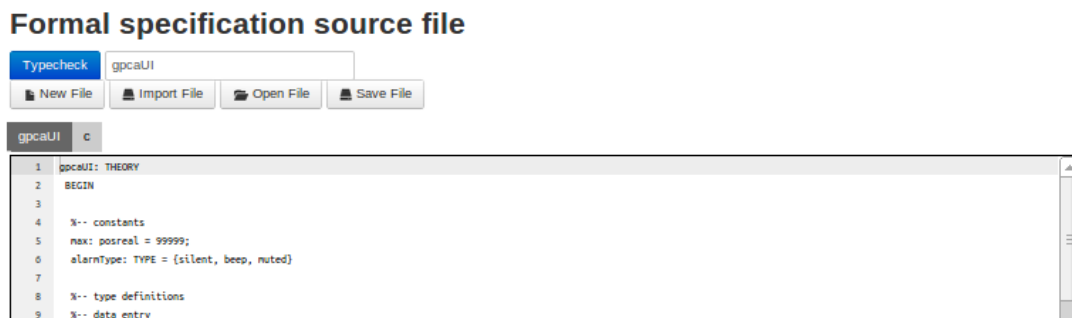 Formal specification source file
Typecheck gpcaUI
New File Import File Open File Save File
gpcaUI c
1 gpcaUI: THEORY
2 BEGIN
3
4 %-- constants
5 max: posreal = 99999;
6 alarmType: TYPE = {silent, beep, muted}
7
8 %-- type definitions
9 %-- data entry